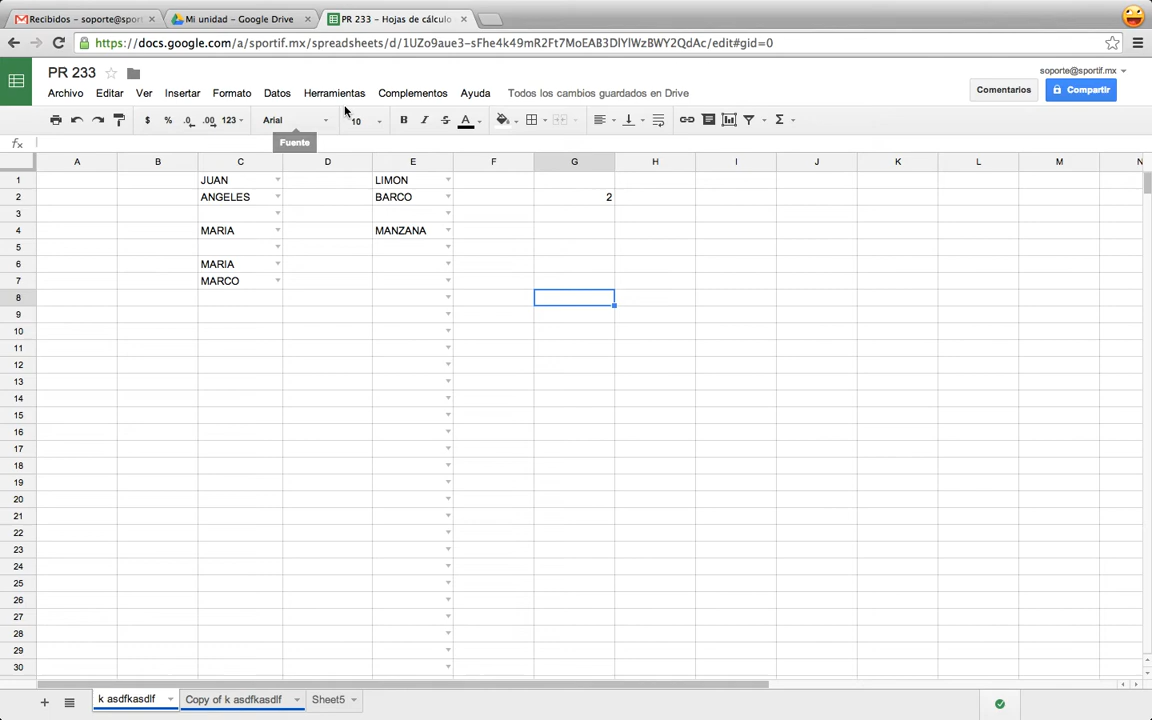 Recibidos – soporte@spor
Mi unidad – Google Drive
PR 233 – Hojas de cálculo
https://docs.google.com/a/sportif.mx/spreadsheets/d/1UZo9aue3-sFhe4k49mR2Ft7MoEAB3DIYlWzBWY2QdAc/edit#gid=0
PR 233
soporte@sportif.mx
Archivo Editar Ver Insertar Formato Datos Herramientas Complementos Ayuda Todos los cambios guardados en Drive
Comentarios
Compartir
$ % .0 .00 123 Arial 10 B I S A Σ
Fuente
fx
A B C D E F G H I J K L M N
1 JUAN LIMON
2 ANGELES BARCO 2
3
4 MARIA MANZANA
5
6 MARIA
7 MARCO
8
9
10
11
12
13
14
15
16
17
18
19
20
21
22
23
24
25
26
27
28
29
30
k asdfkasdlf Copy of k asdfkasdlf Sheet5